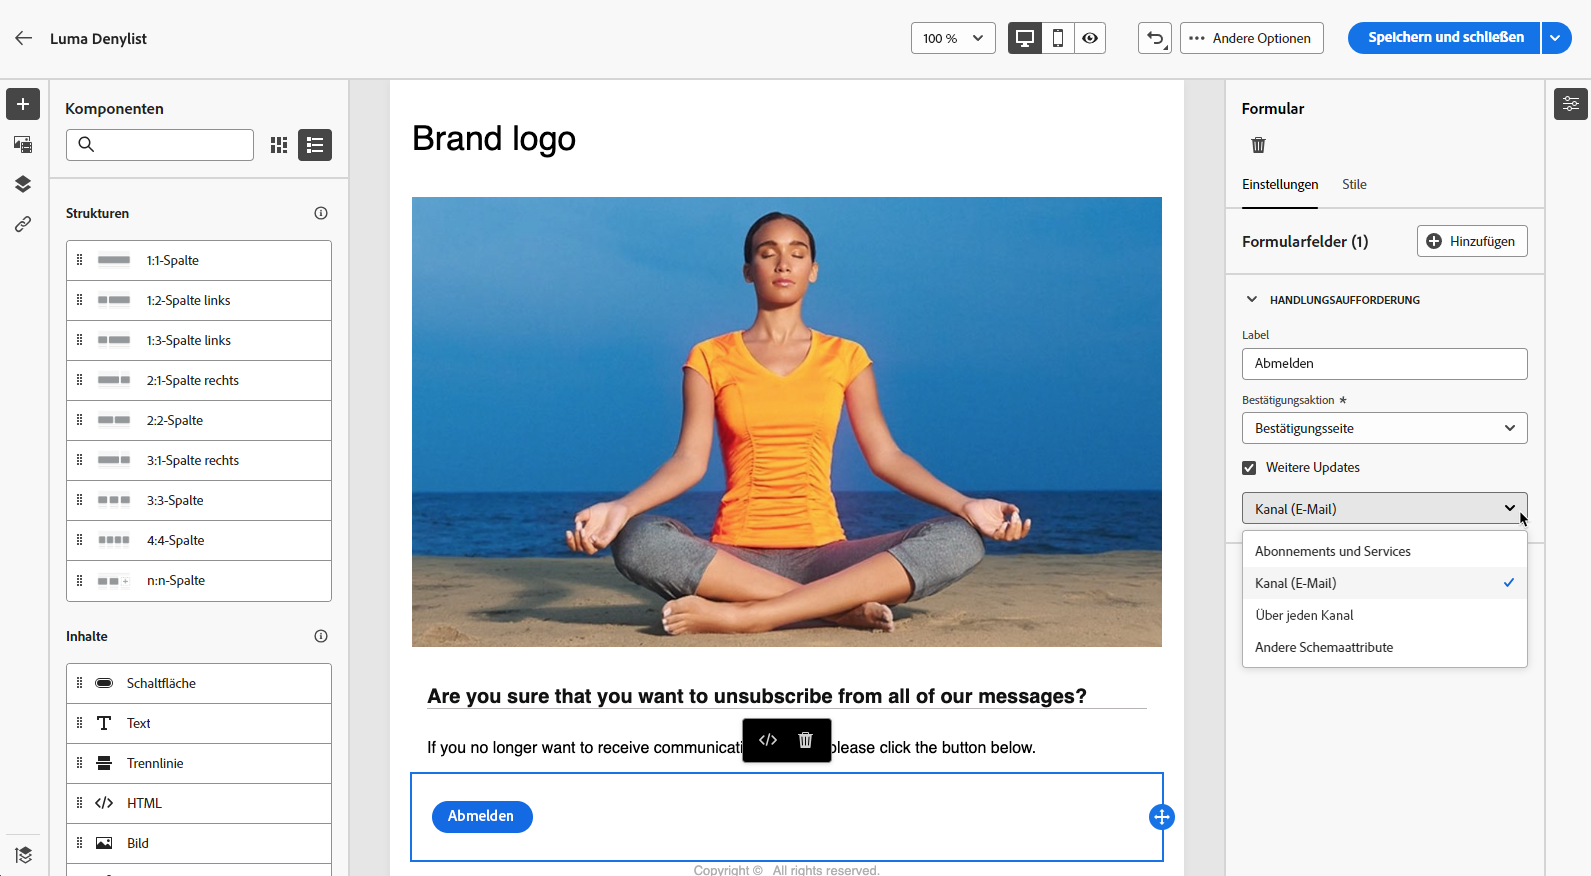 Luma Denylist
100 %
Andere Optionen
Speichern und schließen
Komponenten
Strukturen
1:1-Spalte
1:2-Spalte links
1:3-Spalte links
2:1-Spalte rechts
2:2-Spalte
3:1-Spalte rechts
3:3-Spalte
4:4-Spalte
n:n-Spalte
Inhalte
Schaltfläche
Text
Trennlinie
HTML
Bild
Brand logo
Are you sure that you want to unsubscribe from all of our messages?
If you no longer want to receive communicati please click the button below.
Abmelden
Copyright © All rights reserved.
Formular
Einstellungen
Stile
Formularfelder (1)
Hinzufügen
HANDLUNGSAUFFORDERUNG
Label
Abmelden
Bestätigungsaktion *
Bestätigungsseite
Weitere Updates
Kanal (E-Mail)
Abonnements und Services
Kanal (E-Mail)
Über jeden Kanal
Andere Schemaattribute